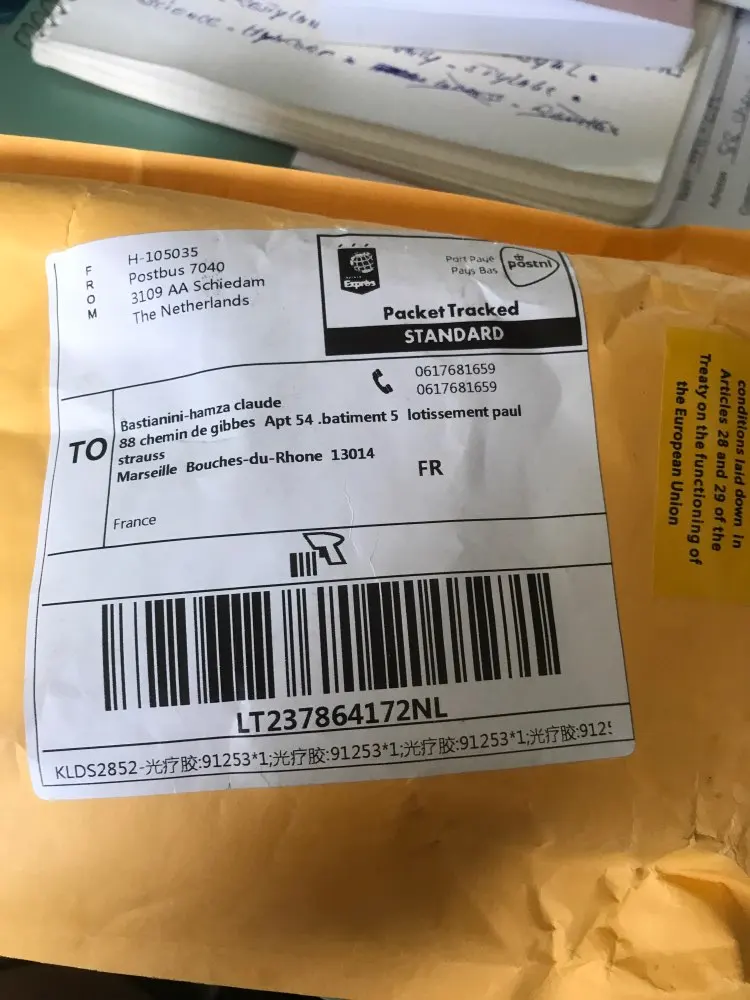 H-105035
FROM
Postbus 7040
3109 AA Schiedam
The Netherlands
Exprès
Port Payé
Pays Bas
postnl
Packet Tracked
STANDARD
0617681659
0617681659
TO
Bastianini-hamza claude
88 chemin de gibbes Apt 54 .batiment 5 lotissement paul
strauss
Marseille Bouches-du-Rhone 13014
FR
France
LT237864172NL
KLDS2852-光疗胶:91253*1;光疗胶:91253*1;光疗胶:91253*1;光疗胶:912
conditions laid down in
Articles 28 and 29 of the
Treaty on the functioning of
the European Union